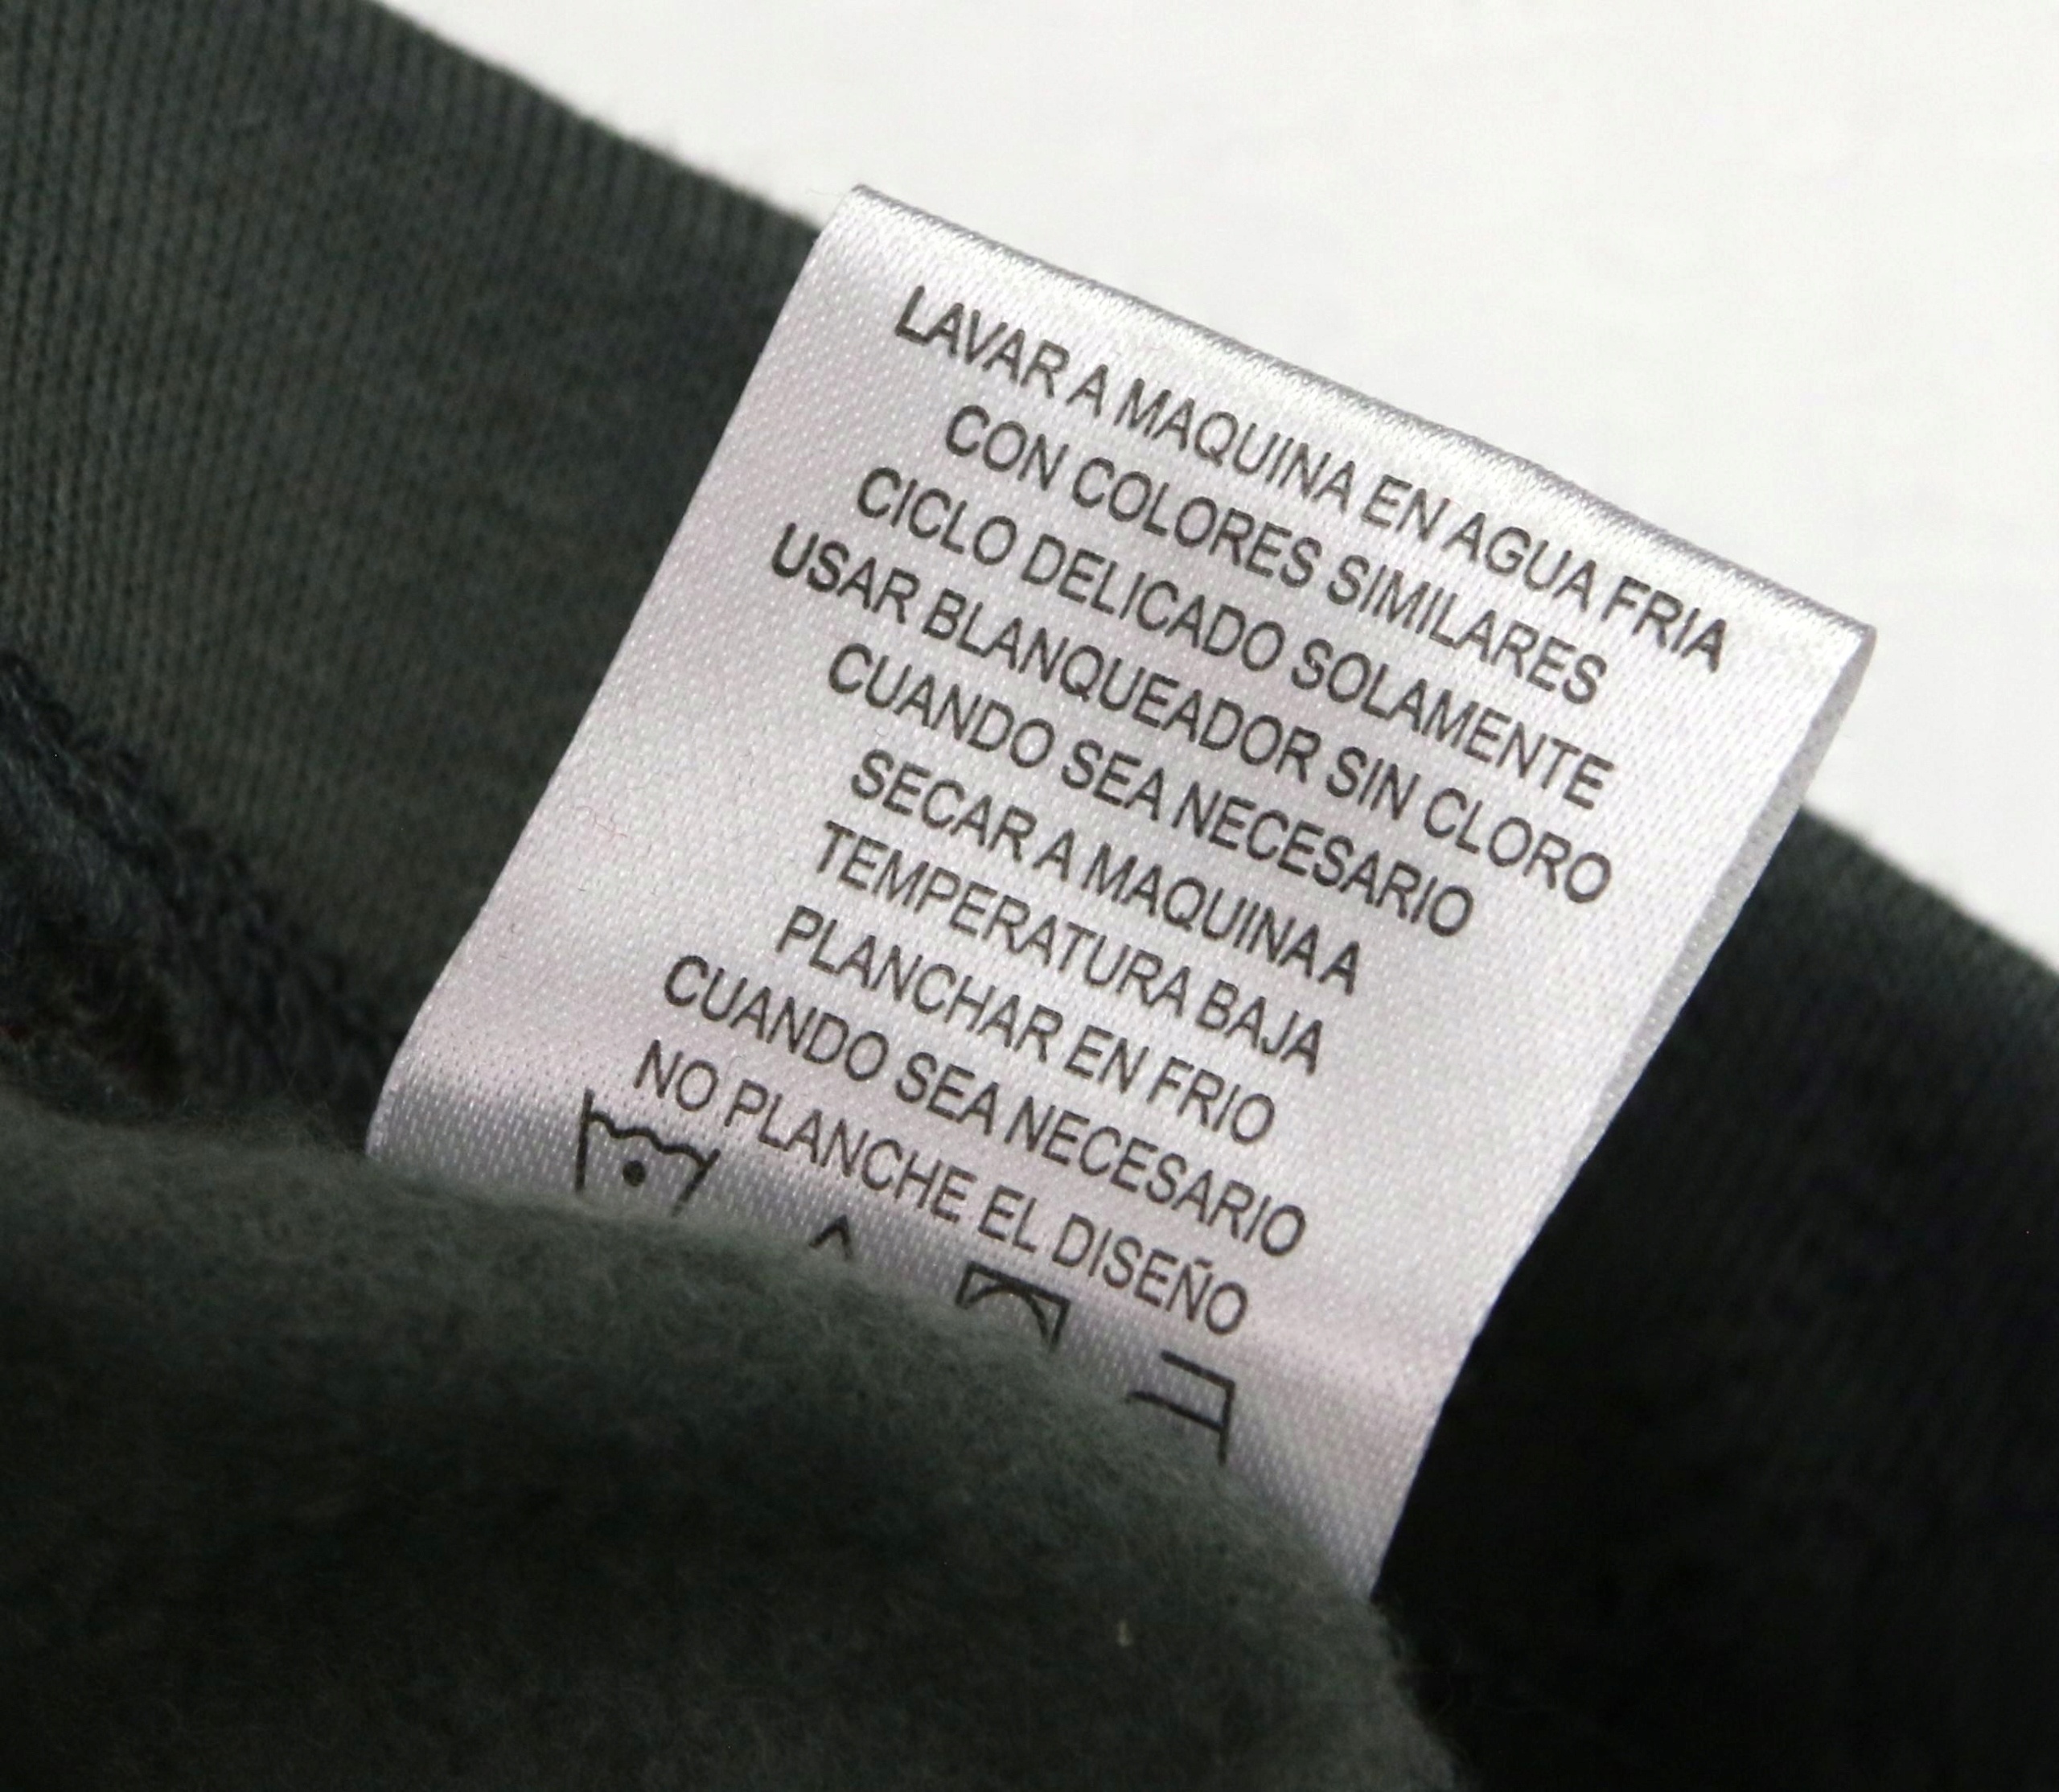 LAVAR A MAQUINA EN AGUA FRIA
CON COLORES SIMILARES
CICLO DELICADO SOLAMENTE
USAR BLANQUEADOR SIN CLORO
CUANDO SEA NECESARIO
SECAR A MAQUINA A
TEMPERATURA BAJA
PLANCHAR EN FRIO
CUANDO SEA NECESARIO
NO PLANCHE EL DISEÑO